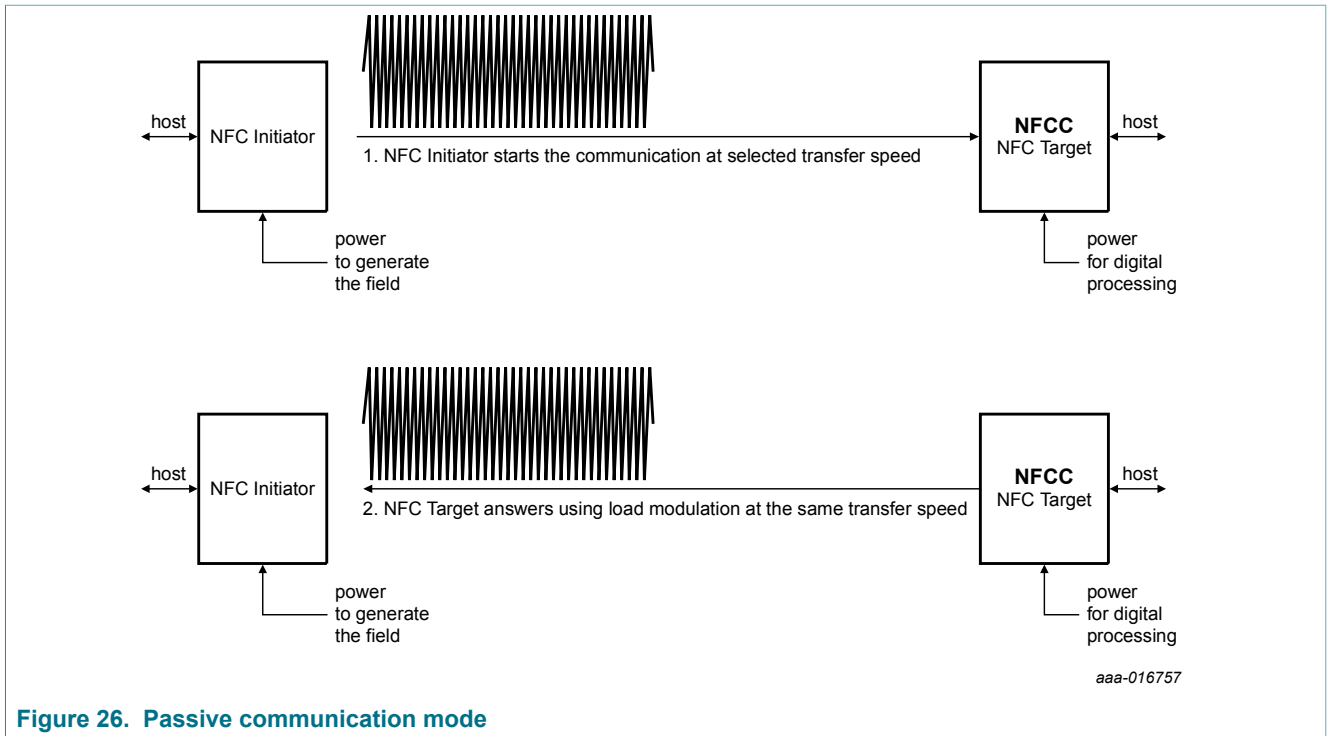 host
NFC Initiator
1. NFC Initiator starts the communication at selected transfer speed
NFCC
NFC Target
host
power
to generate
the field
power
for digital
processing
host
NFC Initiator
2. NFC Target answers using load modulation at the same transfer speed
NFCC
NFC Target
host
power
to generate
the field
power
for digital
processing
aaa-016757
Figure 26. Passive communication mode